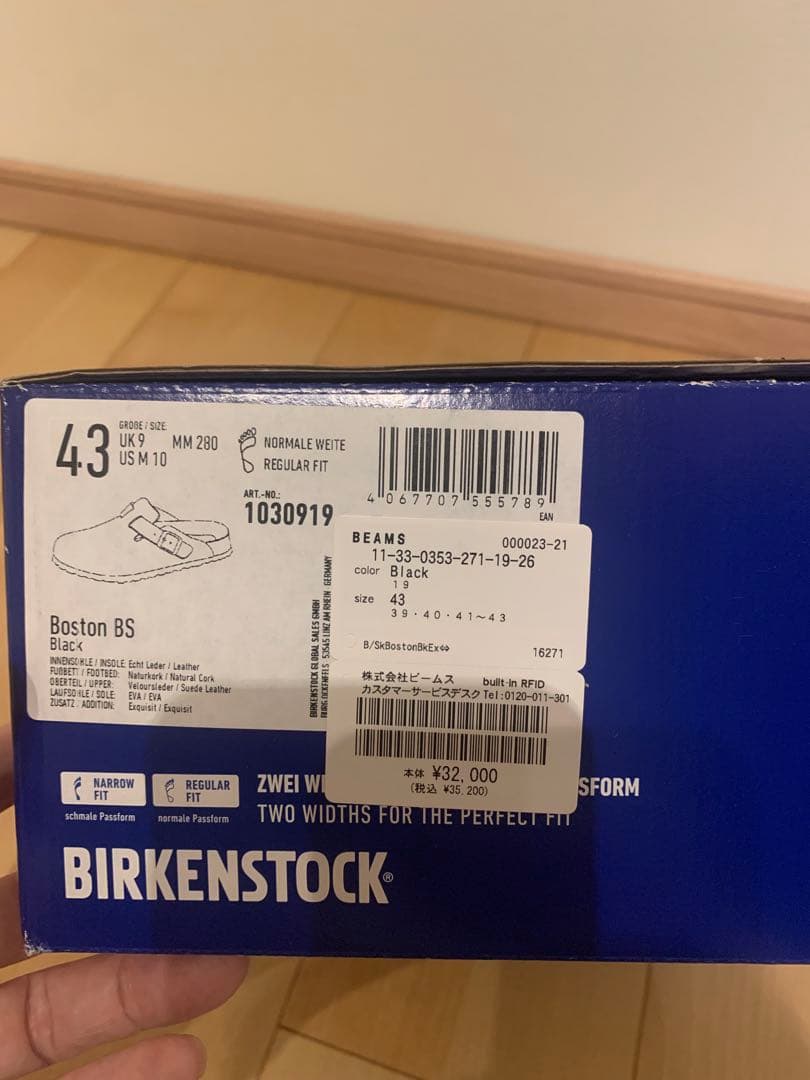 43
GRÖßE / SIZE:
UK 9
US M 10
MM 280
NORMALE WEITE
REGULAR FIT
4 067707 555789
EAN
ART.-NO.:
1030919
Boston BS
Black
INNENSOHLE / INSOLE: Echt Leder / Leather
FUßBETT / FOOTBED: Naturkork / Natural Cork
OBERTEIL / UPPER: Veloursleder / Suede Leather
LAUFSOHLE / SOLE: EVA / EVA
ZUSATZ / ADDITION: Exquisit / Exquisit
BIRKENSTOCK GLOBAL SALES GMBH
53545 LINZ AM RHEIN GERMANY
BEAMS
000023-21
11-33-0353-271-19-26
color Black
19
size 43
39・40・41〜43
B/SkBostonBkEx⇔
16271
株式会社ビームス built-in RFID
カスタマーサービスデスク Tel:0120-011-301
本体 ¥32,000
(税込 ¥35,200)
NARROW FIT
schmale Passform
REGULAR FIT
normale Passform
ZWEI
SFORM
TWO WIDTHS FOR THE PERFECT FIT
BIRKENSTOCK®